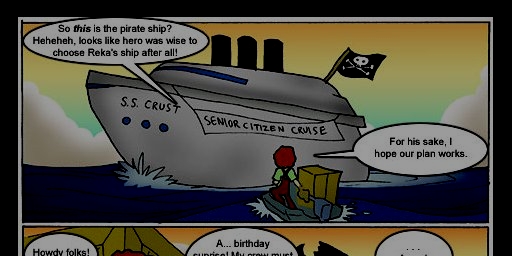 So this is the pirate ship?
Heheheh, looks like hero was wise to
choose Reka's ship after all!
S.S. CRUST
SENIOR CITIZEN CRUISE
For his sake, I
hope our plan works.
Howdy folks!
A... birthday
suprise! My crew must
. . .